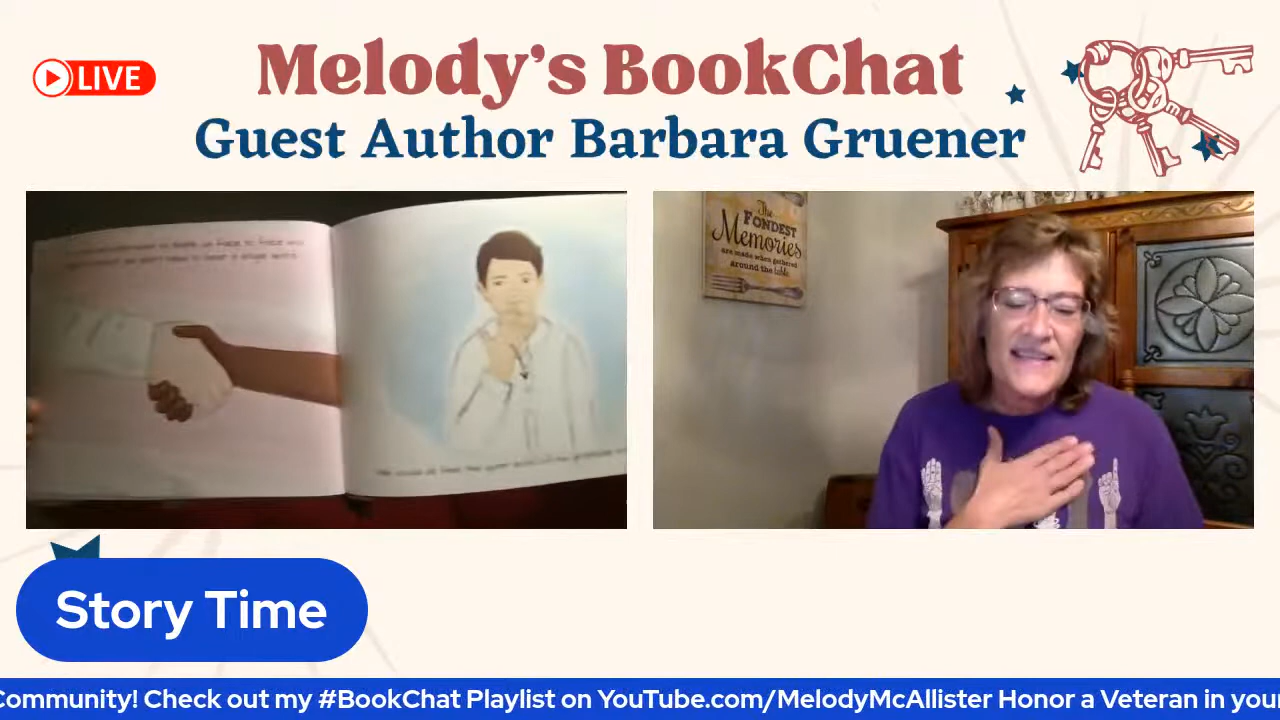 LIVE
Melody's BookChat
Guest Author Barbara Gruener
The
FONDEST
Memories
are made when gathered
around the table
Story Time
Community! Check out my #BookChat Playlist on YouTube.com/MelodyMcAllister Honor a Veteran in your